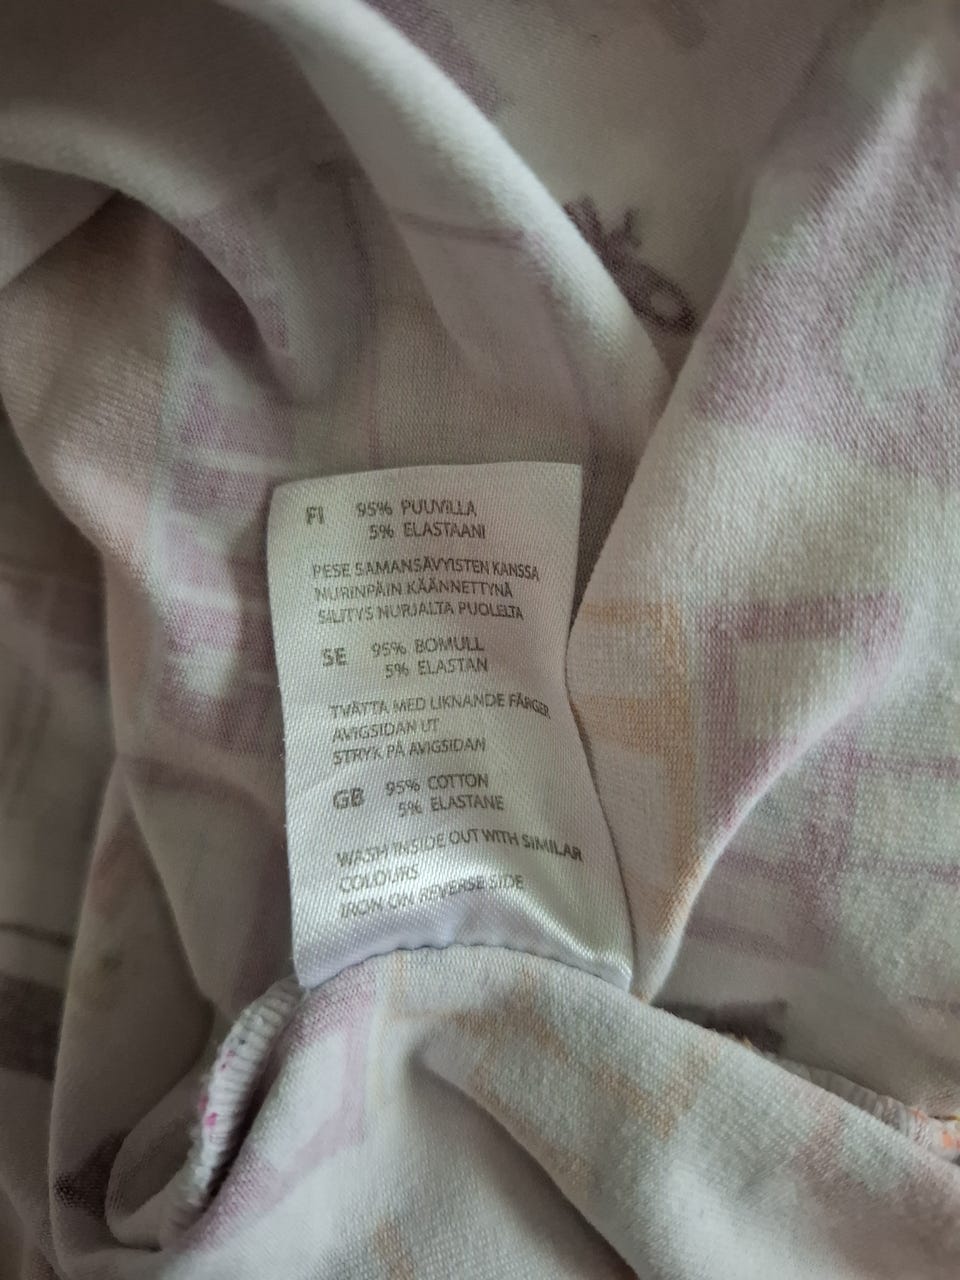 FI 95% PUUVILLA
5% ELASTAANI
PESE SAMANSÄVYISTEN KANSSA
NURINPÄIN KÄÄNNETTYNÄ
SILITYS NURJALTA PUOLELTA
SE 95% BOMULL
5% ELASTAN
TVÄTTA MED LIKNANDE FÄRGER
AVIGSIDAN UT
STRYK PÅ AVIGSIDAN
GB 95% COTTON
5% ELASTANE
WASH INSIDE OUT WITH SIMILAR
COLOURS
IRON ON REVERSE SIDE